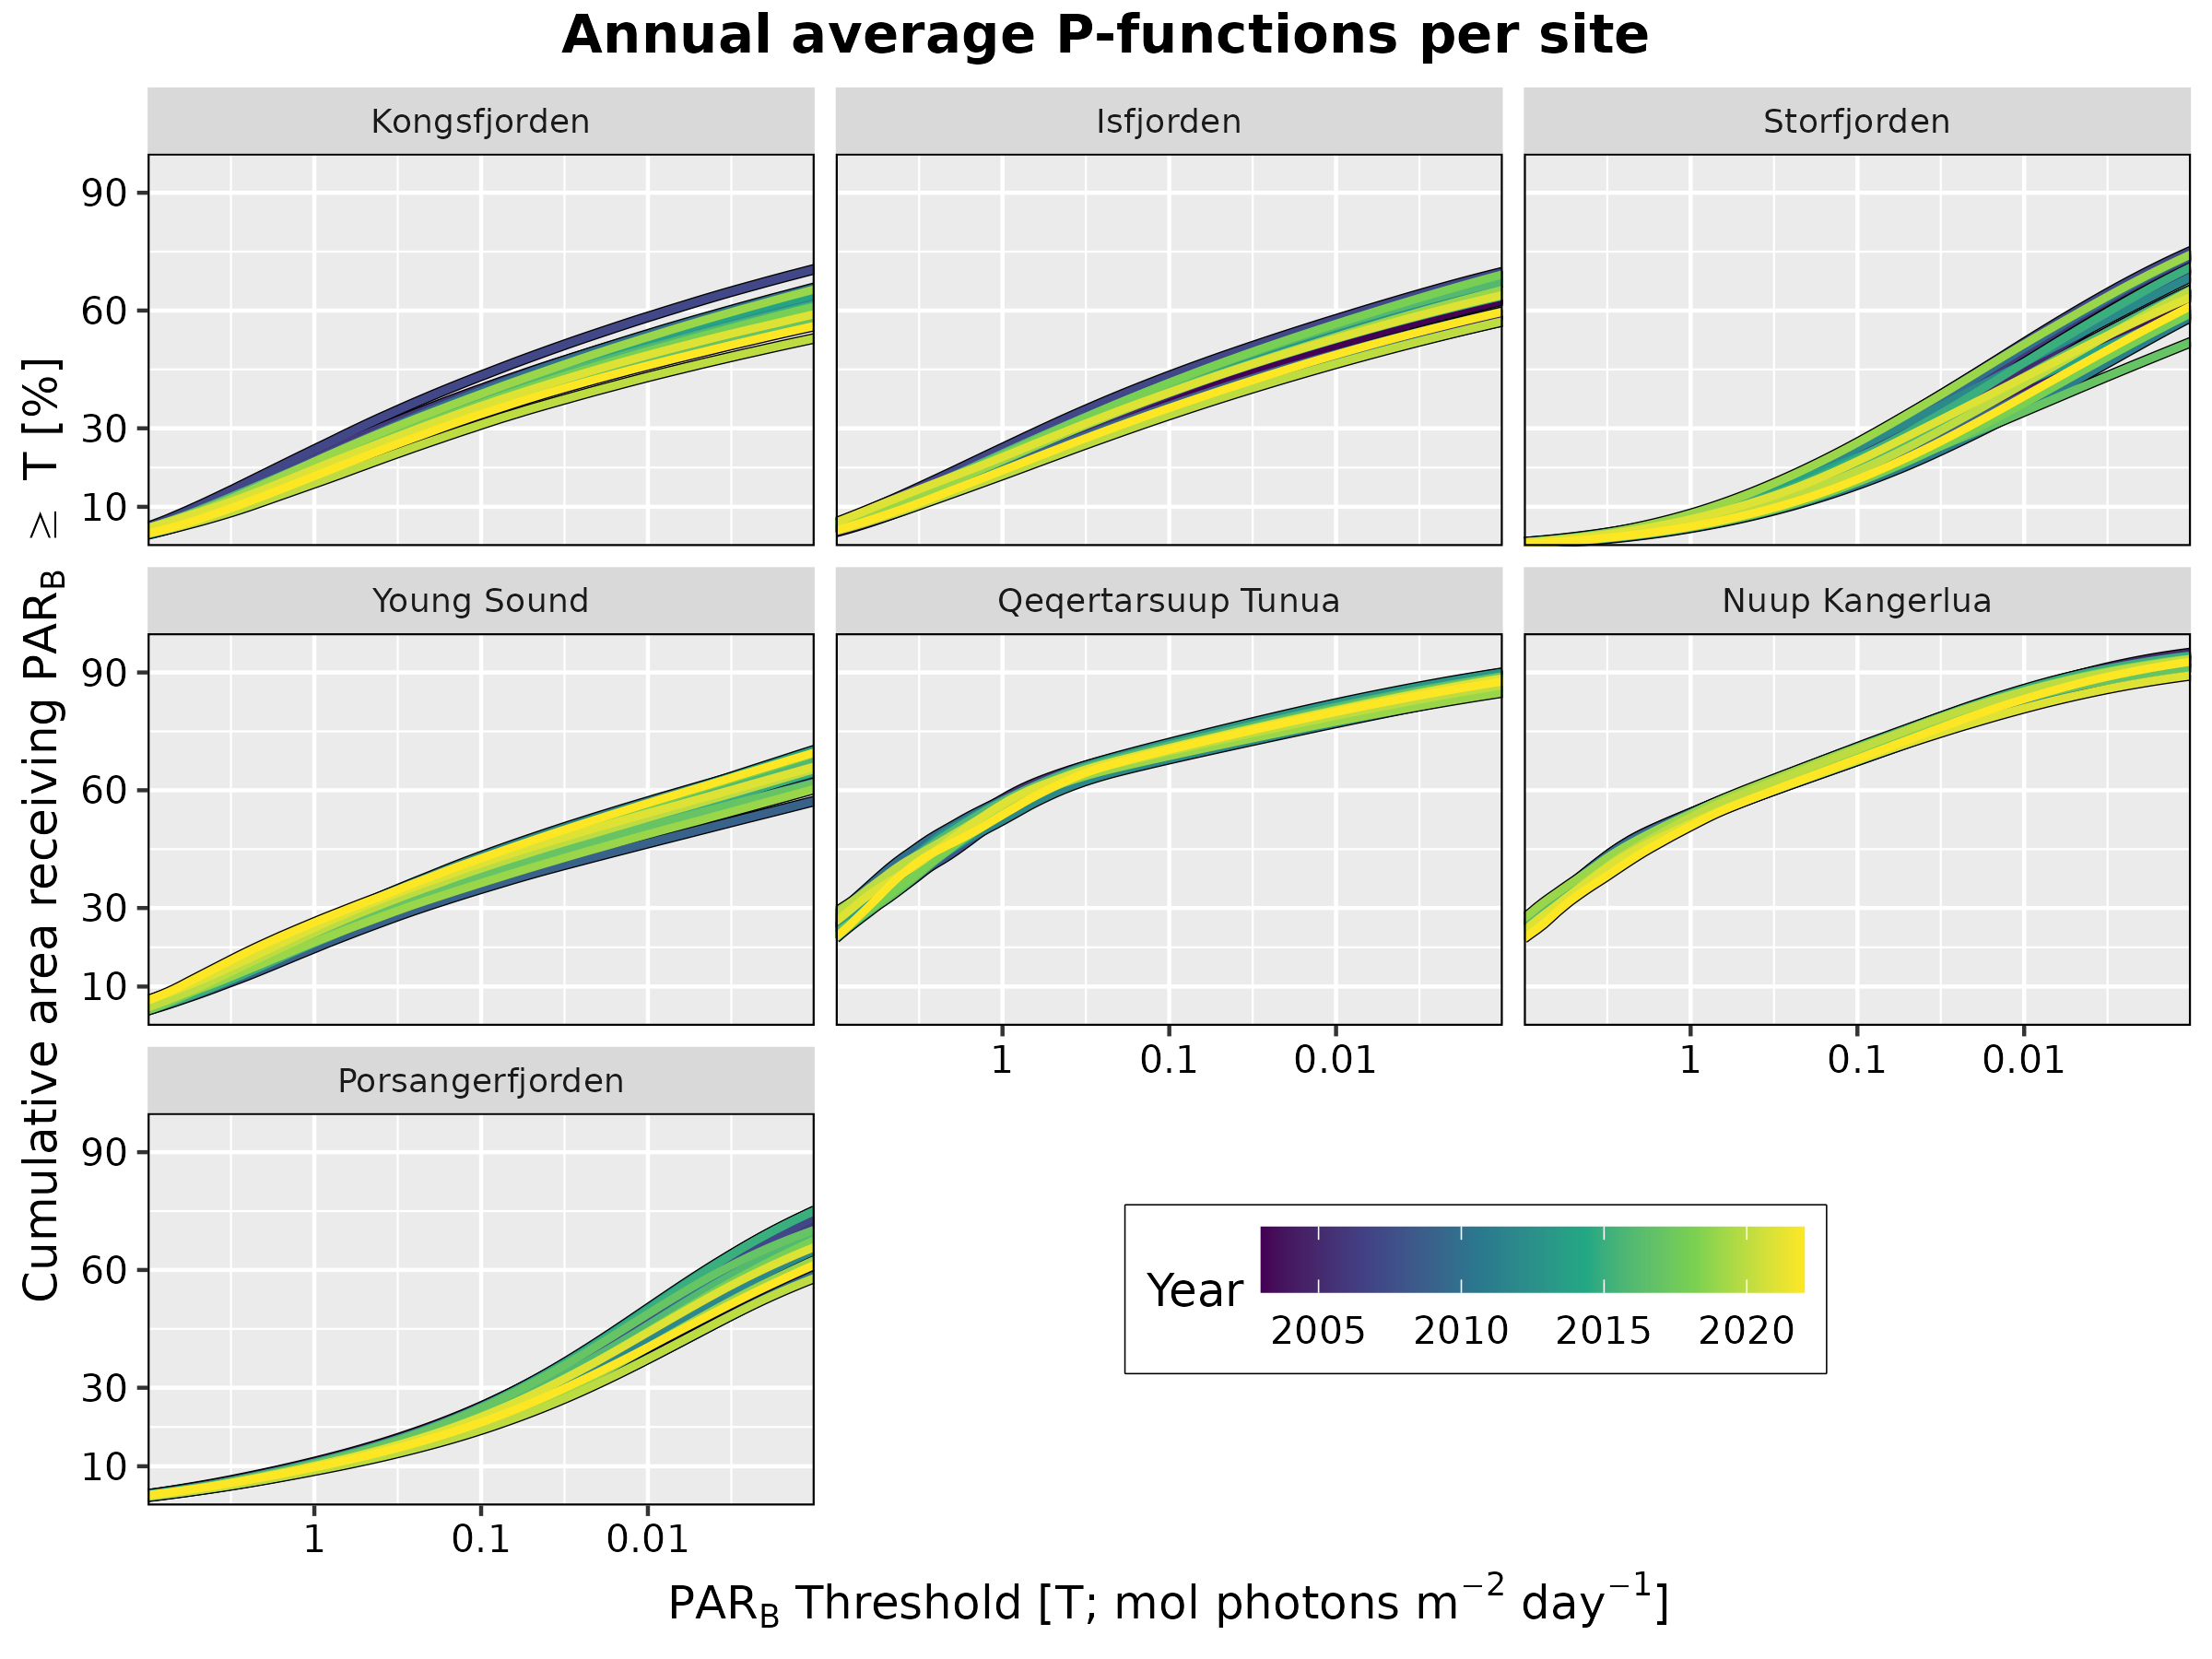 Annual average P-functions per site
Kongsfjorden
Isfjorden
Storfjorden
90
60
30
10
Young Sound
Qeqertarsuup Tunua
Nuup Kangerlua
90
60
30
10
1 0.1 0.01
1 0.1 0.01
Porsangerfjorden
90
60
30
10
1 0.1 0.01
Cumulative area receiving PAR_B ≥ T [%]
Year
2005 2010 2015 2020
PAR_B Threshold [T; mol photons m⁻² day⁻¹]